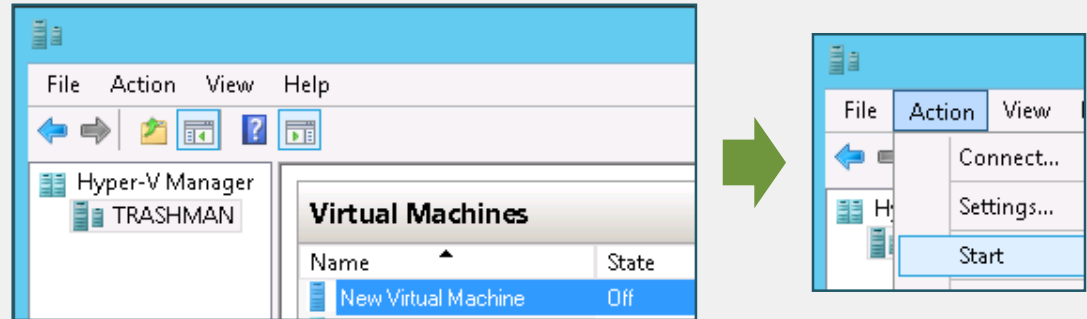 File Action View Help
Hyper-V Manager
TRASHMAN
Virtual Machines
Name State
New Virtual Machine Off
File Action View
Connect...
Settings...
Start